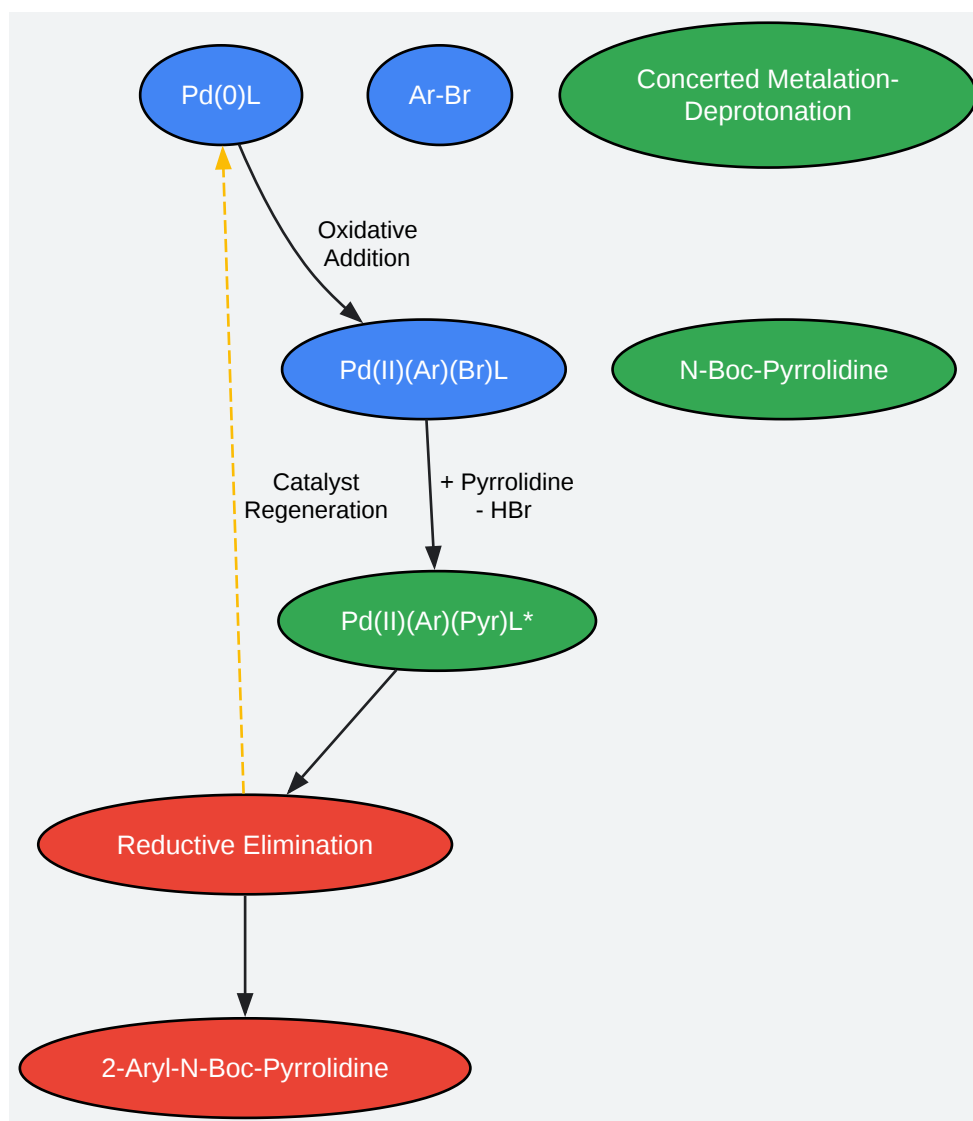 Pd(0)L
Ar-Br
Concerted Metalation-
Deprotonation
Oxidative
Addition
Pd(II)(Ar)(Br)L
N-Boc-Pyrrolidine
Catalyst
Regeneration
+ Pyrrolidine
- HBr
Pd(II)(Ar)(Pyr)L*
Reductive Elimination
2-Aryl-N-Boc-Pyrrolidine